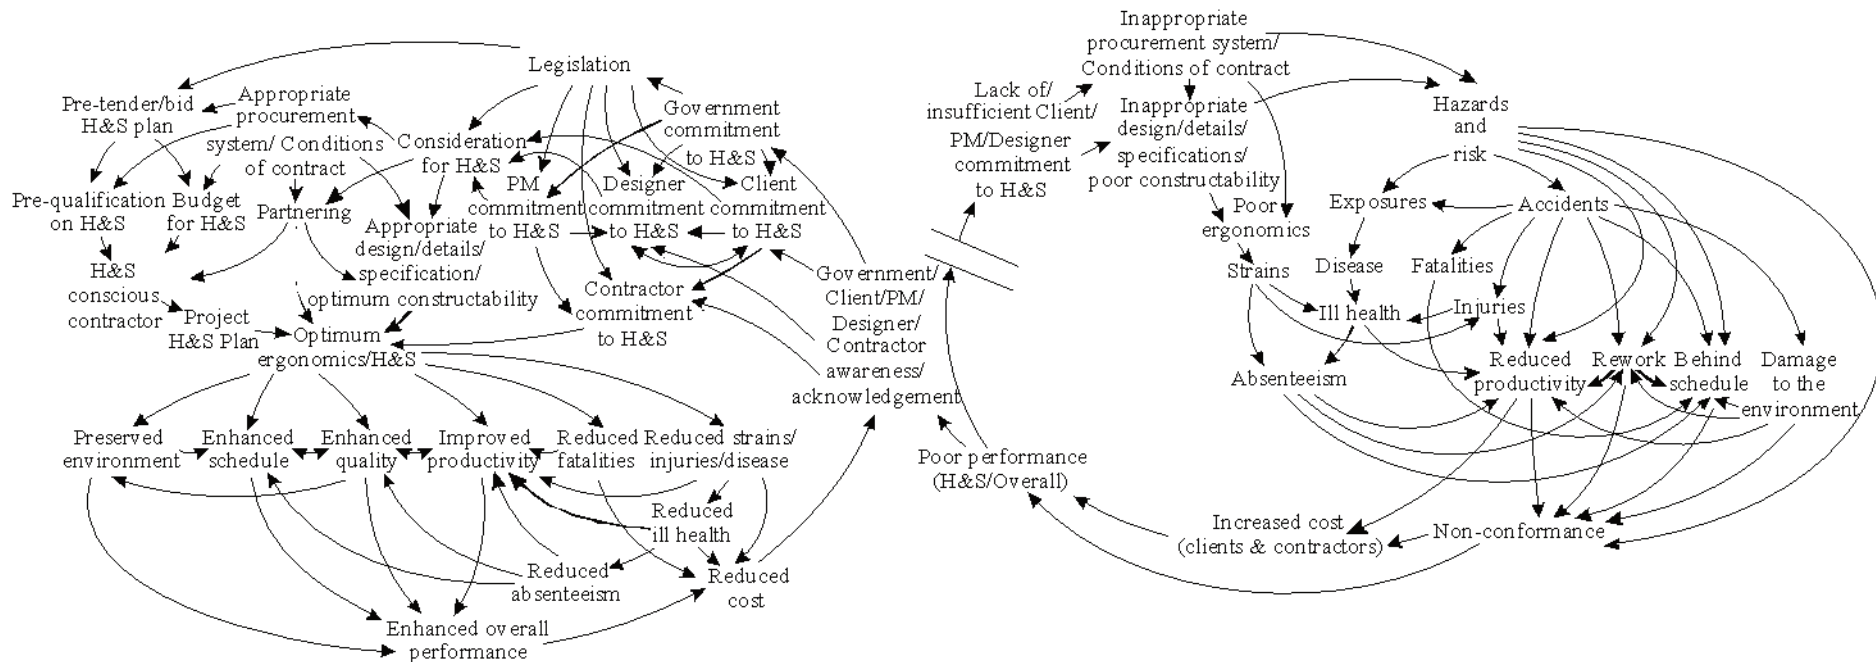 Legislation
Pre-tender/bid
H&S plan
Appropriate
procurement
system/ Conditions
of contract
Consideration
for H&S
Government
commitment
to H&S
Pre-qualification
on H&S
Budget
for H&S
Partnering
PM
commitment
to H&S
Designer
commitment
to H&S
Client
commitment
to H&S
Appropriate
design/details/
specification/
optimum constructability
H&S
conscious
contractor
Project
H&S Plan
Optimum
ergonomics/H&S
Contractor
commitment
to H&S
Government/
Client/PM/
Designer/
Contractor
awareness/
acknowledgement
Preserved
environment
Enhanced
schedule
Enhanced
quality
Improved
productivity
Reduced
fatalities
Reduced strains/
injuries/disease
Reduced
ill health
Reduced
absenteeism
Reduced
cost
Enhanced overall
performance
Inappropriate
procurement system/
Conditions of contract
Lack of/
insufficient Client/
PM/Designer
commitment
to H&S
Inappropriate
design/details/
specifications/
poor constructability
Hazards
and
risk
Poor
ergonomics
Exposures
Accidents
Strains
Disease
Fatalities
Ill health
Injuries
Absenteeism
Reduced
productivity
Rework
Behind
schedule
Damage
to the
environment
Poor performance
(H&S/Overall)
Increased cost
(clients & contractors)
Non-conformance